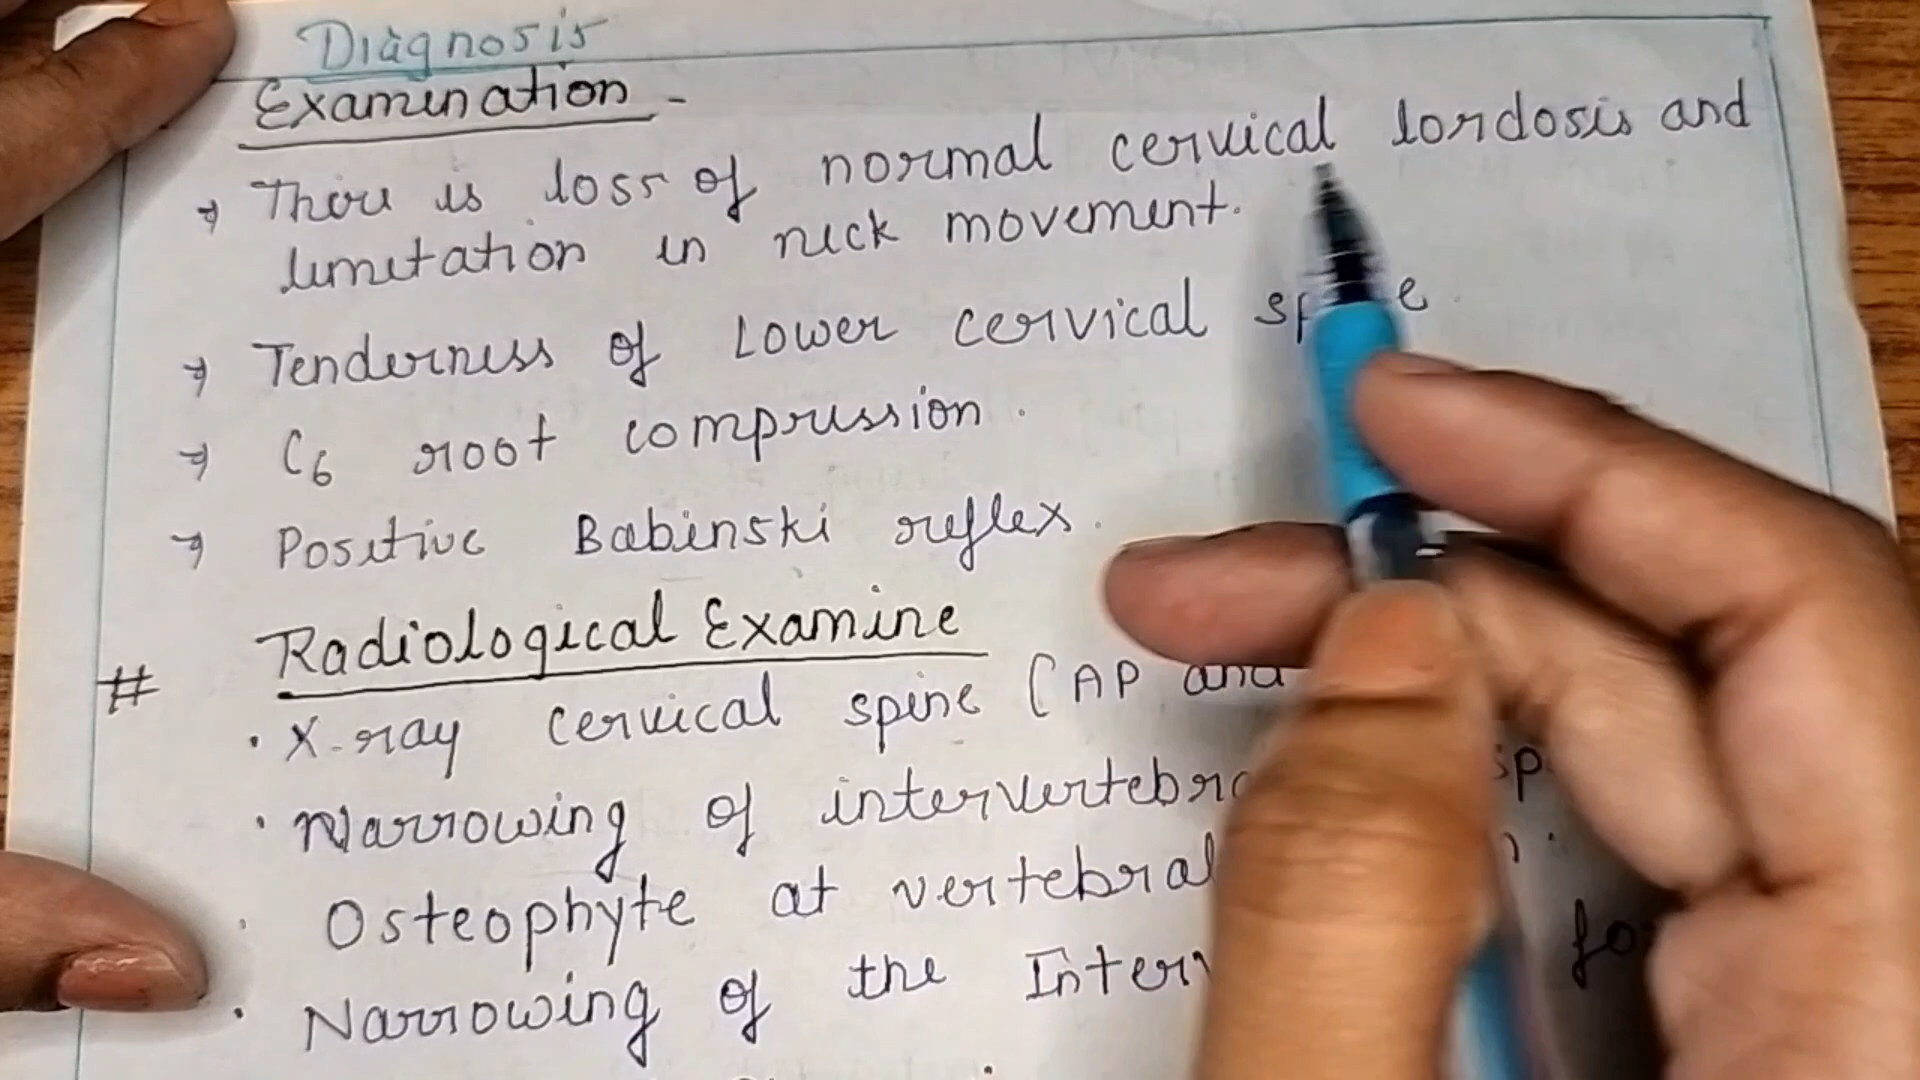 Diagnosis
Examination -
→ There is loss of normal cervical lordosis and
limitation in neck movement.
→ Tenderness of Lower cervical
→ C6 root compression.
→ Positive Babinski reflex.
# Radiological Examine
• X-ray cervical spine (AP and
• Narrowing of
• Osteophyte at vertebral
• Narrowing of the